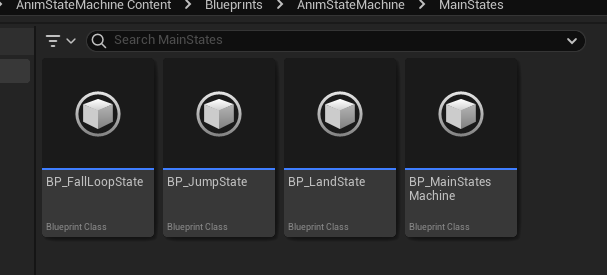 AnimStateMachine Content > Blueprints > AnimStateMachine > MainStates
Search MainStates
BP_FallLoopState
Blueprint Class
BP_JumpState
Blueprint Class
BP_LandState
Blueprint Class
BP_MainStates
Machine
Blueprint Class